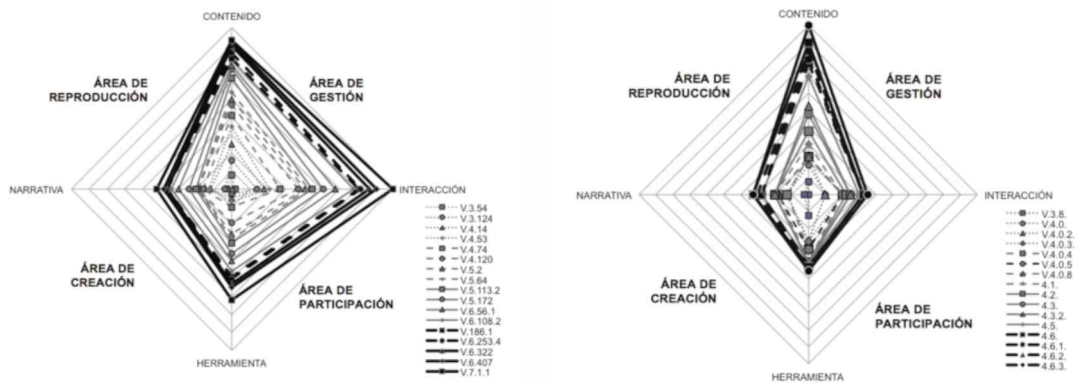 CONTENIDO
ÁREA DE
REPRODUCCIÓN
ÁREA DE
GESTIÓN
NARRATIVA
INTERACCIÓN
ÁREA DE
CREACIÓN
ÁREA DE
PARTICIPACIÓN
HERRAMIENTA
V.3.54
V.3.124
V.4.14
V.4.53
V.4.74
V.4.120
V.5.2
V.5.64
V.5.113.2
V.5.172
V.6.56.1
V.6.108.2
V.186.1
V.6.253.4
V.6.322
V.6.407
V.7.1.1
CONTENIDO
ÁREA DE
REPRODUCCIÓN
ÁREA DE
GESTIÓN
NARRATIVA
INTERACCIÓN
ÁREA DE
CREACIÓN
ÁREA DE
PARTICIPACIÓN
HERRAMIENTA
V.3.8.
V.4.0.
V.4.0.2.
V.4.0.3.
V.4.0.4
V.4.0.5
V.4.0.8
4.1.
4.2.
4.3.
4.3.2.
4.5.
4.6.
4.6.1.
4.6.2.
4.6.3.